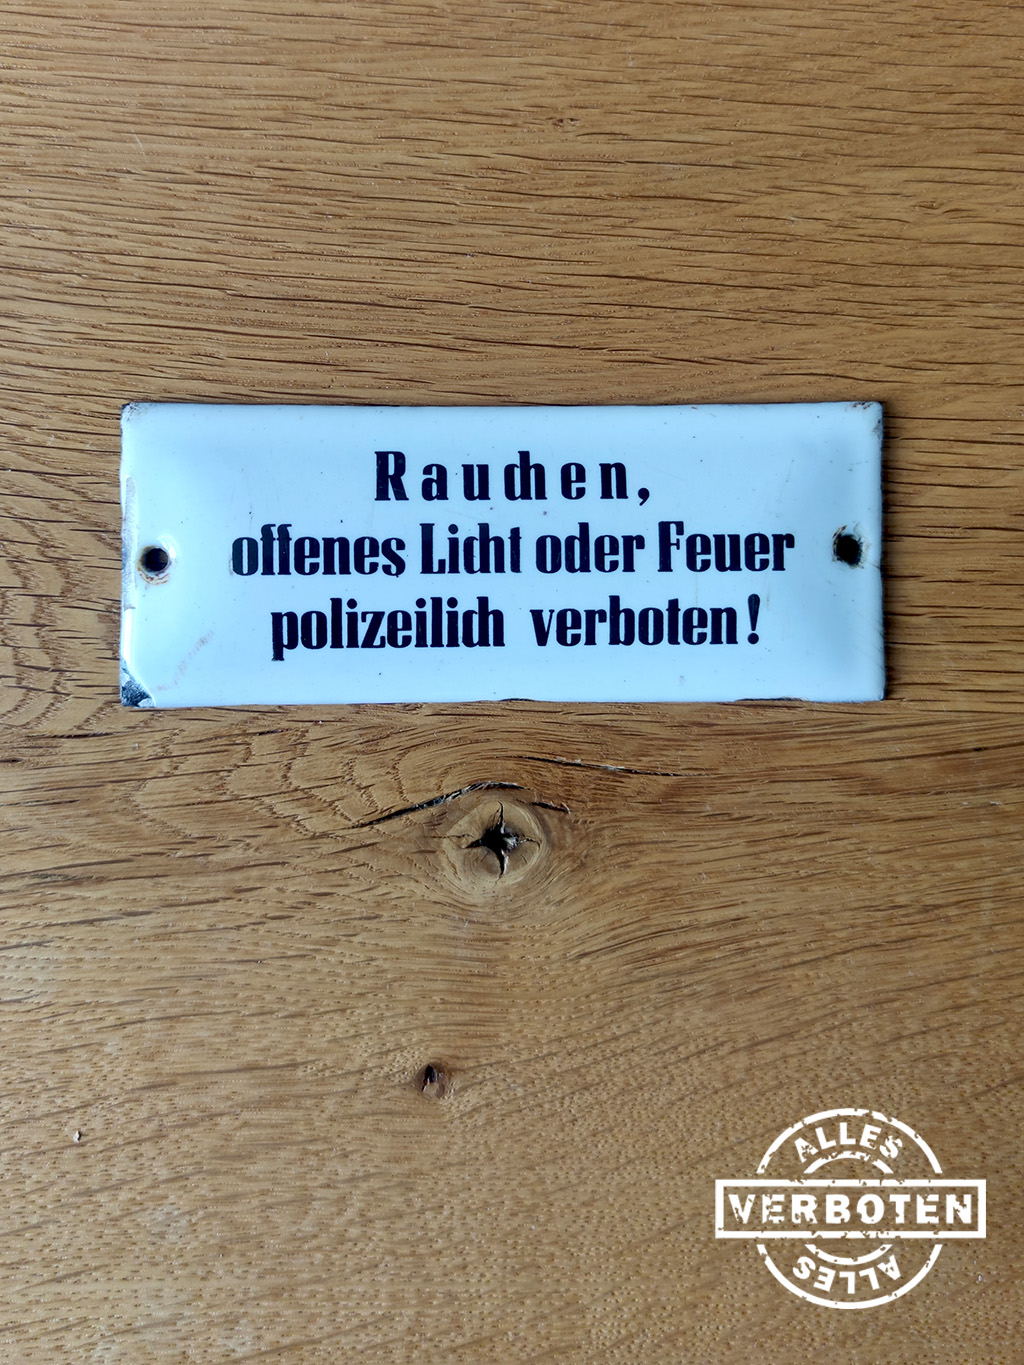 Rauchen,
offenes Licht oder Feuer
polizeilich verboten!
ALLES
VERBOTEN
ALLES